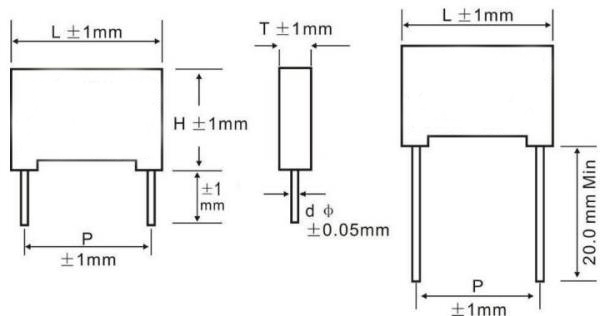 L ±1mm
H ±1mm
±1
mm
P
±1mm
T ±1mm
d ϕ
±0.05mm
L ±1mm
20.0 mm Min
P
±1mm